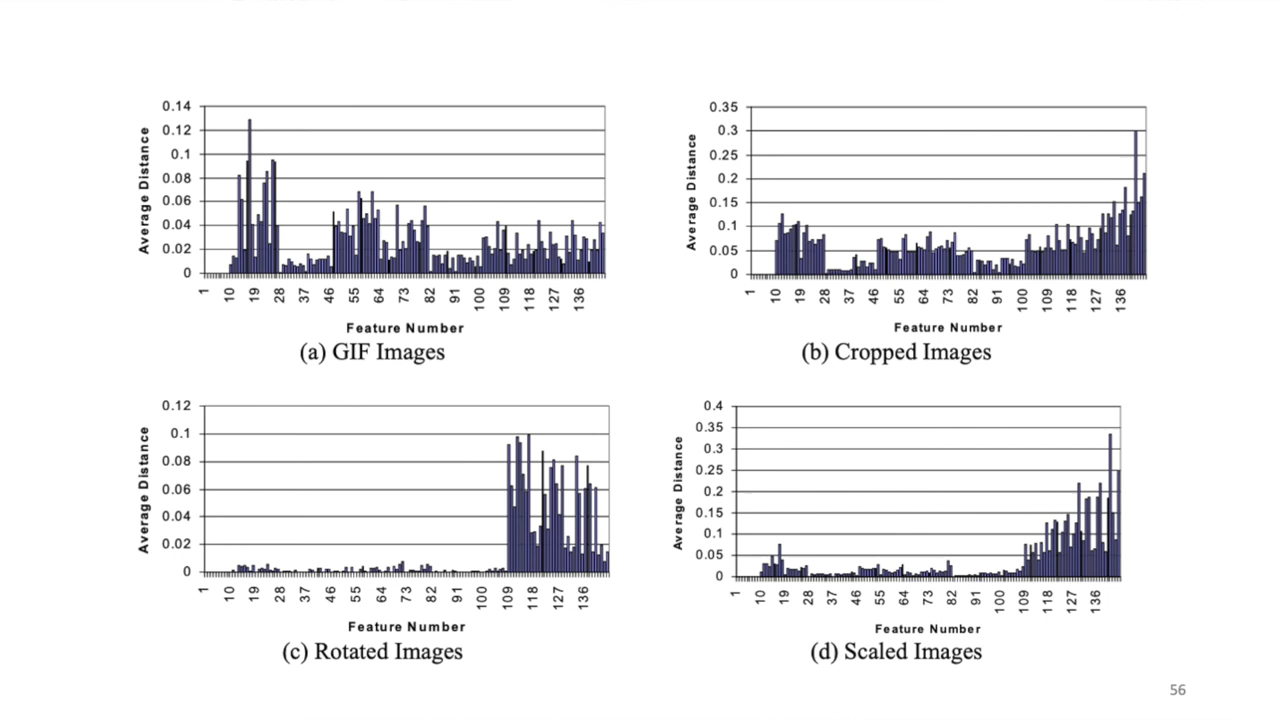 0.14
0.12
0.1
0.08
0.06
0.04
0.02
0
Average Distance
1 10 19 28 37 46 55 64 73 82 91 100 109 118 127 136
Feature Number
(a) GIF Images
0.35
0.3
0.25
0.2
0.15
0.1
0.05
0
Average Distance
1 10 19 28 37 46 55 64 73 82 91 100 109 118 127 136
Feature Number
(b) Cropped Images
0.12
0.1
0.08
0.06
0.04
0.02
0
Average Distance
1 10 19 28 37 46 55 64 73 82 91 100 109 118 127 136
Feature Number
(c) Rotated Images
0.4
0.35
0.3
0.25
0.2
0.15
0.1
0.05
0
Average Distance
1 10 19 28 37 46 55 64 73 82 91 100 109 118 127 136
Feature Number
(d) Scaled Images
56